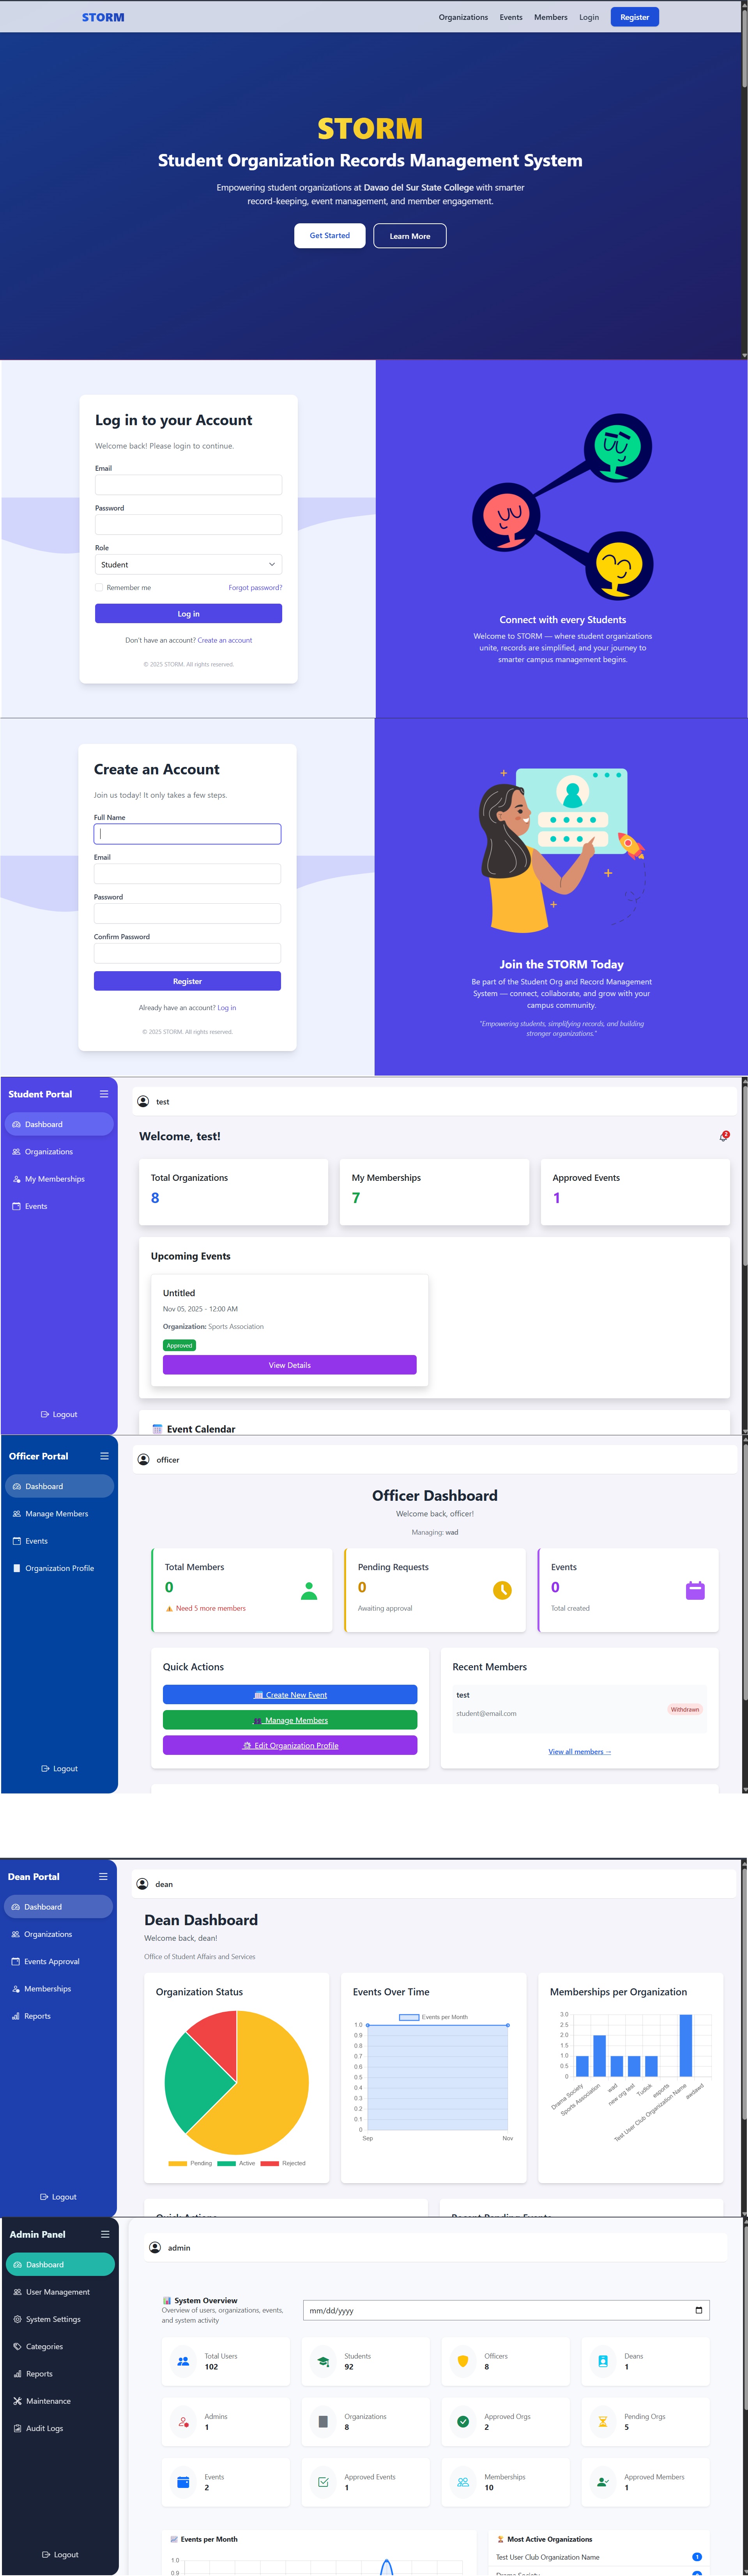 STORM
Organizations Events Members Login Register
STORM
Student Organization Records Management System
Empowering student organizations at Davao del Sur State College with smarter
record-keeping, event management, and member engagement.
Get Started Learn More
Log in to your Account
Welcome back! Please login to continue.
Email
Password
Role
Student
Remember me Forgot password?
Log in
Don't have an account? Create an account
© 2025 STORM. All rights reserved.
Connect with every Students
Welcome to STORM — where student organizations
unite, records are simplified, and your journey to
smarter campus management begins.
Create an Account
Join us today! It only takes a few steps.
Full Name
Email
Password
Confirm Password
Register
Already have an account? Log in
© 2025 STORM. All rights reserved.
Join the STORM Today
Be part of the Student Org and Record Management
System — connect, collaborate, and grow with your
campus community.
"Empowering students, simplifying records, and building
stronger organizations."
Student Portal
Dashboard
Organizations
My Memberships
Events
Logout
test
Welcome, test!
2
Total Organizations
8
My Memberships
7
Approved Events
1
Upcoming Events
Untitled
Nov 05, 2025 - 12:00 AM
Organization: Sports Association
Approved
View Details
Event Calendar
Officer Portal
Dashboard
Manage Members
Events
Organization Profile
Logout
officer
Officer Dashboard
Welcome back, officer!
Managing: wad
Total Members
0
Need 5 more members
Pending Requests
0
Awaiting approval
Events
0
Total created
Quick Actions
Create New Event
Manage Members
Edit Organization Profile
Recent Members
test
student@email.com
Withdrawn
View all members →
Dean Portal
Dashboard
Organizations
Events Approval
Memberships
Reports
Logout
dean
Dean Dashboard
Welcome back, dean!
Office of Student Affairs and Services
Organization Status
Pending Active Rejected
Events Over Time
Events per Month
1.0
0.9
0.8
0.7
0.6
0.5
0.4
0.3
0.2
0.1
0
Sep Nov
Memberships per Organization
3.0
2.5
2.0
1.5
1.0
0.5
0
Drama Society
Sports Association
wad
new org test
Tudlok
esports
Test User Club Organization Name
awdawd
Quick Actions
Recent Pending Events
Admin Panel
Dashboard
User Management
System Settings
Categories
Reports
Maintenance
Audit Logs
Logout
admin
System Overview
Overview of users, organizations, events,
and system activity
mm/dd/yyyy
Total Users
102
Students
92
Officers
8
Deans
1
Admins
1
Organizations
8
Approved Orgs
2
Pending Orgs
5
Events
2
Approved Events
1
Memberships
10
Approved Members
1
Events per Month
1.0
0.9
Most Active Organizations
Test User Club Organization Name 1
Drama Society